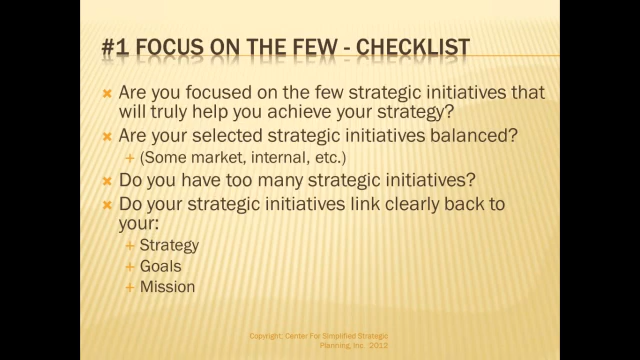 #1 FOCUS ON THE FEW - CHECKLIST
Are you focused on the few strategic initiatives that
will truly help you achieve your strategy?
Are your selected strategic initiatives balanced?
+ (Some market, internal, etc.)
Do you have too many strategic initiatives?
Do your strategic initiatives link clearly back to
your:
+ Strategy
+ Goals
+ Mission
Copyright, Center For Simplified Strategic
Planning, Inc. 2012